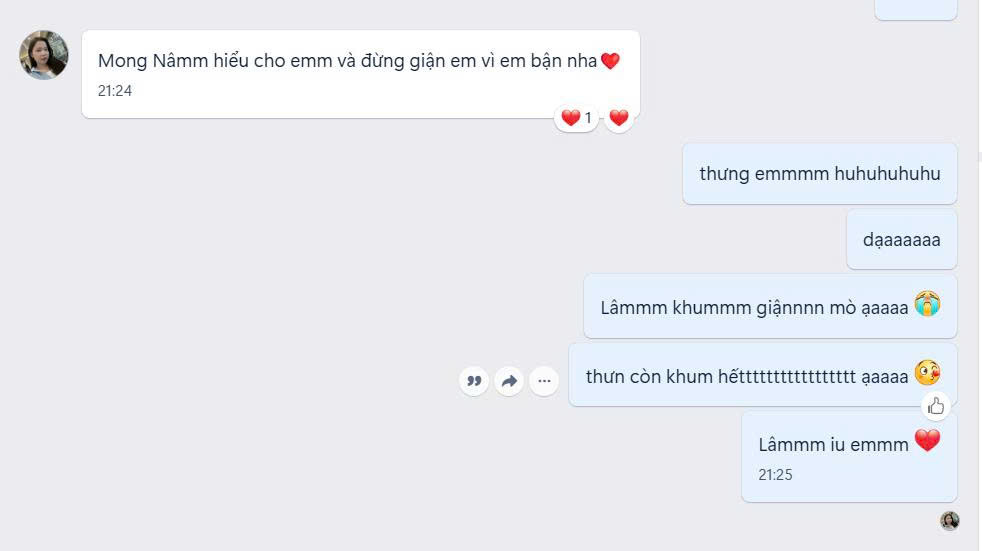 Mong Nâmm hiểu cho emm và đừng giận em vì em bận nha❤️
21:24
❤️ 1 ❤️
thưng emmmm huhuhuhuhu
dạaaaaaa
Lâmmm khummm giậnnnn mò ạaaaa 😭
thưn còn khum hếttttttttttttttttt ạaaaa 😘
Lâmmm iu emmm ❤️
21:25